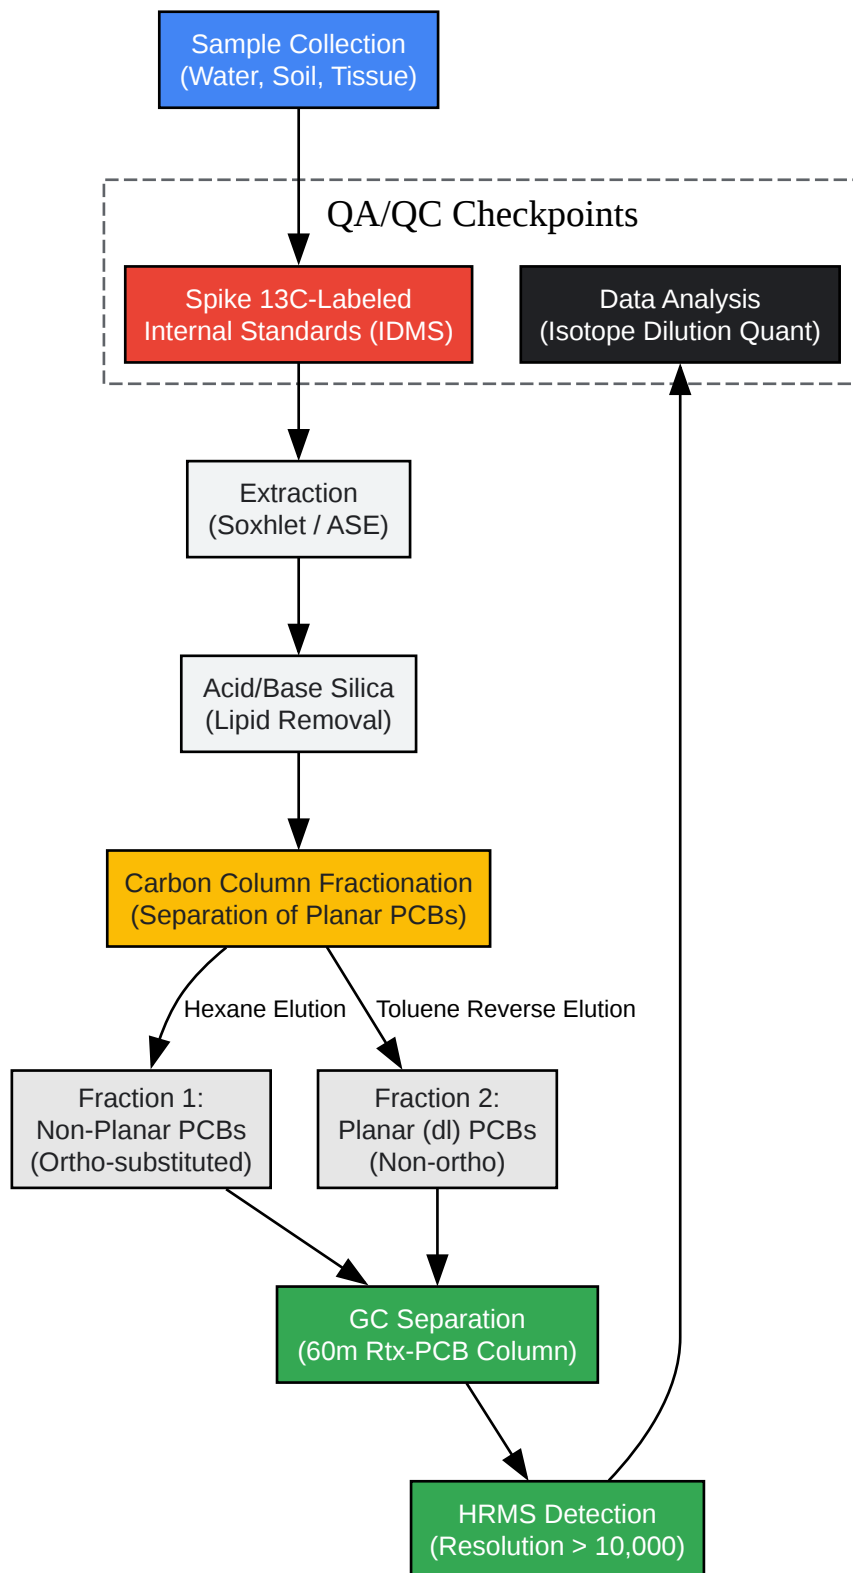 Sample Collection
(Water, Soil, Tissue)
QA/QC Checkpoints
Spike 13C-Labeled
Internal Standards (IDMS)
Data Analysis
(Isotope Dilution Quant)
Extraction
(Soxhlet / ASE)
Acid/Base Silica
(Lipid Removal)
Carbon Column Fractionation
(Separation of Planar PCBs)
Hexane Elution
Toluene Reverse Elution
Fraction 1:
Non-Planar PCBs
(Ortho-substituted)
Fraction 2:
Planar (dl) PCBs
(Non-ortho)
GC Separation
(60m Rtx-PCB Column)
HRMS Detection
(Resolution > 10,000)